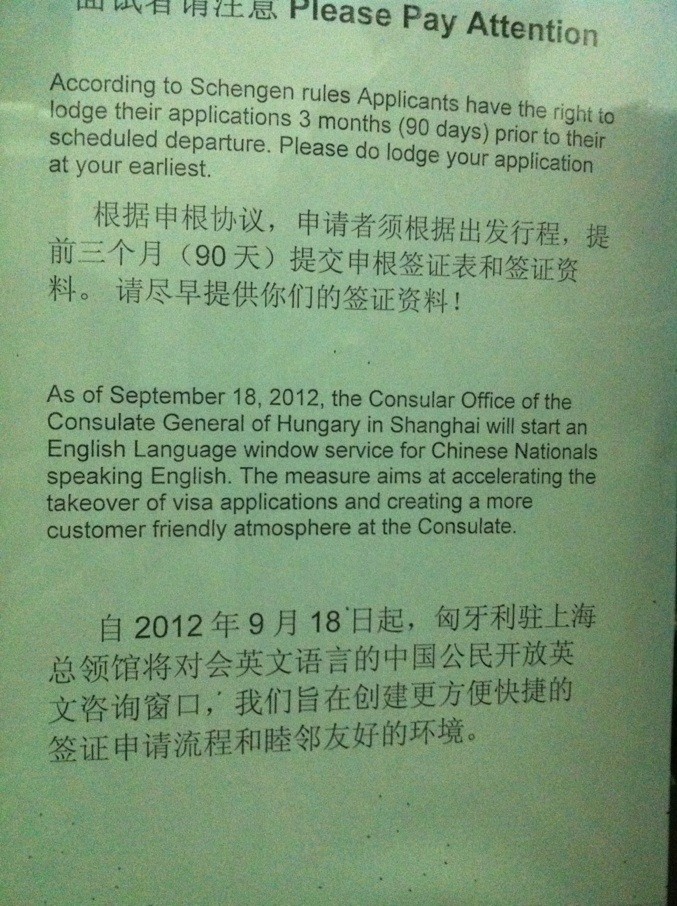 面试者请注意 Please Pay Attention
According to Schengen rules Applicants have the right to
lodge their applications 3 months (90 days) prior to their
scheduled departure. Please do lodge your application
at your earliest.
根据申根协议，申请者须根据出发行程，提
前三个月（90 天）提交申根签证表和签证资
料。 请尽早提供你们的签证资料！
As of September 18, 2012, the Consular Office of the
Consulate General of Hungary in Shanghai will start an
English Language window service for Chinese Nationals
speaking English. The measure aims at accelerating the
takeover of visa applications and creating a more
customer friendly atmosphere at the Consulate.
自 2012 年 9 月 18 日起，匈牙利驻上海
总领馆将对会英文语言的中国公民开放英
文咨询窗口，我们旨在创建更方便快捷的
签证申请流程和睦邻友好的环境。